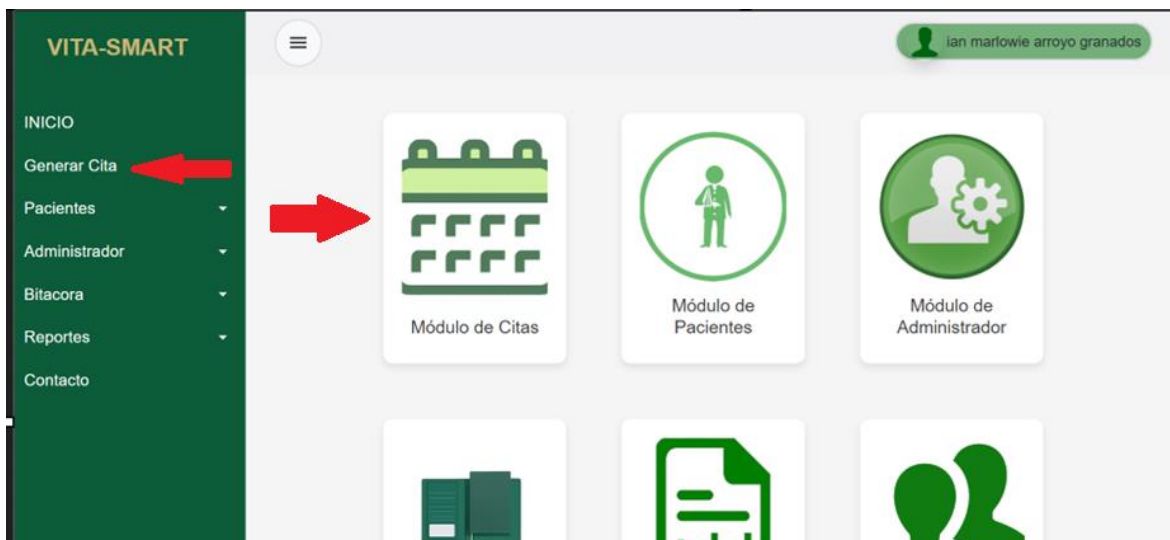 VITA-SMART
ian marlowie arroyo granados
INICIO
Generar Cita
Pacientes
Administrador
Bitacora
Reportes
Contacto
Módulo de Citas
Módulo de
Pacientes
Módulo de
Administrador